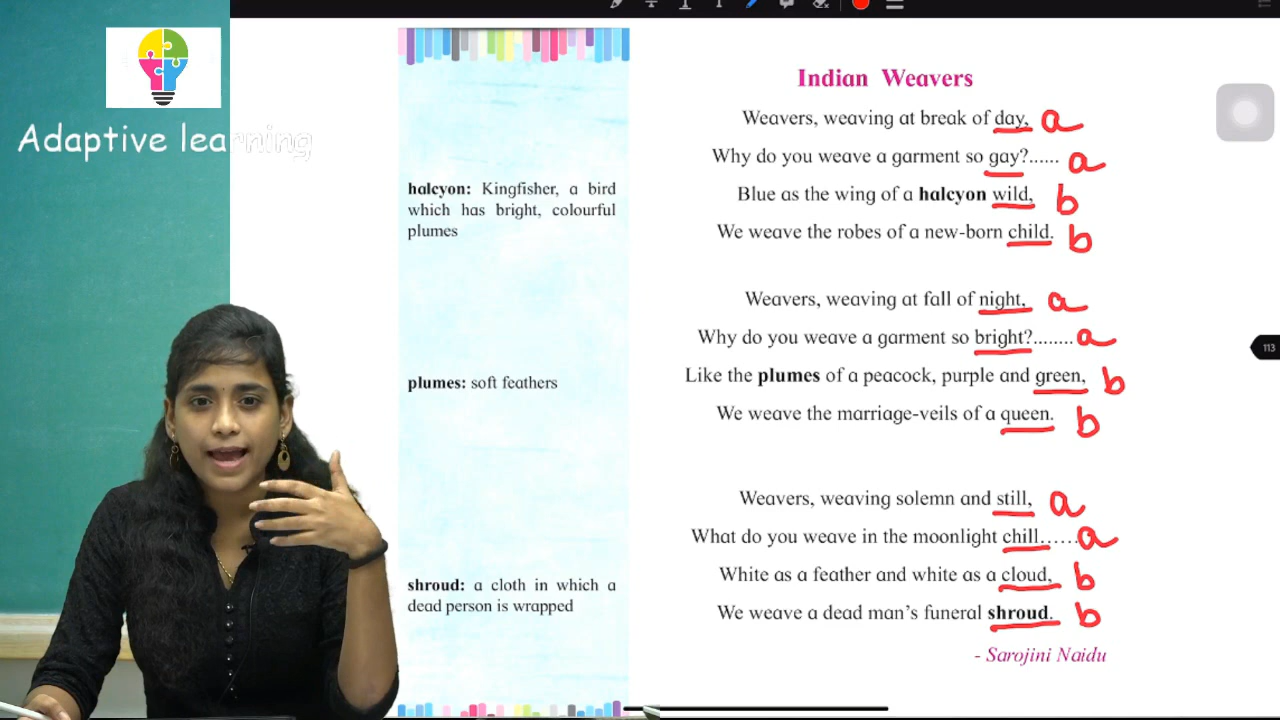 Adaptive learning
halcyon: Kingfisher, a bird
which has bright, colourful
plumes
plumes: soft feathers
shroud: a cloth in which a
dead person is wrapped
Indian Weavers
Weavers, weaving at break of day, a
Why do you weave a garment so gay?...... a
Blue as the wing of a halcyon wild, b
We weave the robes of a new-born child. b
Weavers, weaving at fall of night, a
Why do you weave a garment so bright?........ a
Like the plumes of a peacock, purple and green, b
We weave the marriage-veils of a queen. b
Weavers, weaving solemn and still, a
What do you weave in the moonlight chill...... a
White as a feather and white as a cloud, b
We weave a dead man's funeral shroud. b
- Sarojini Naidu
113